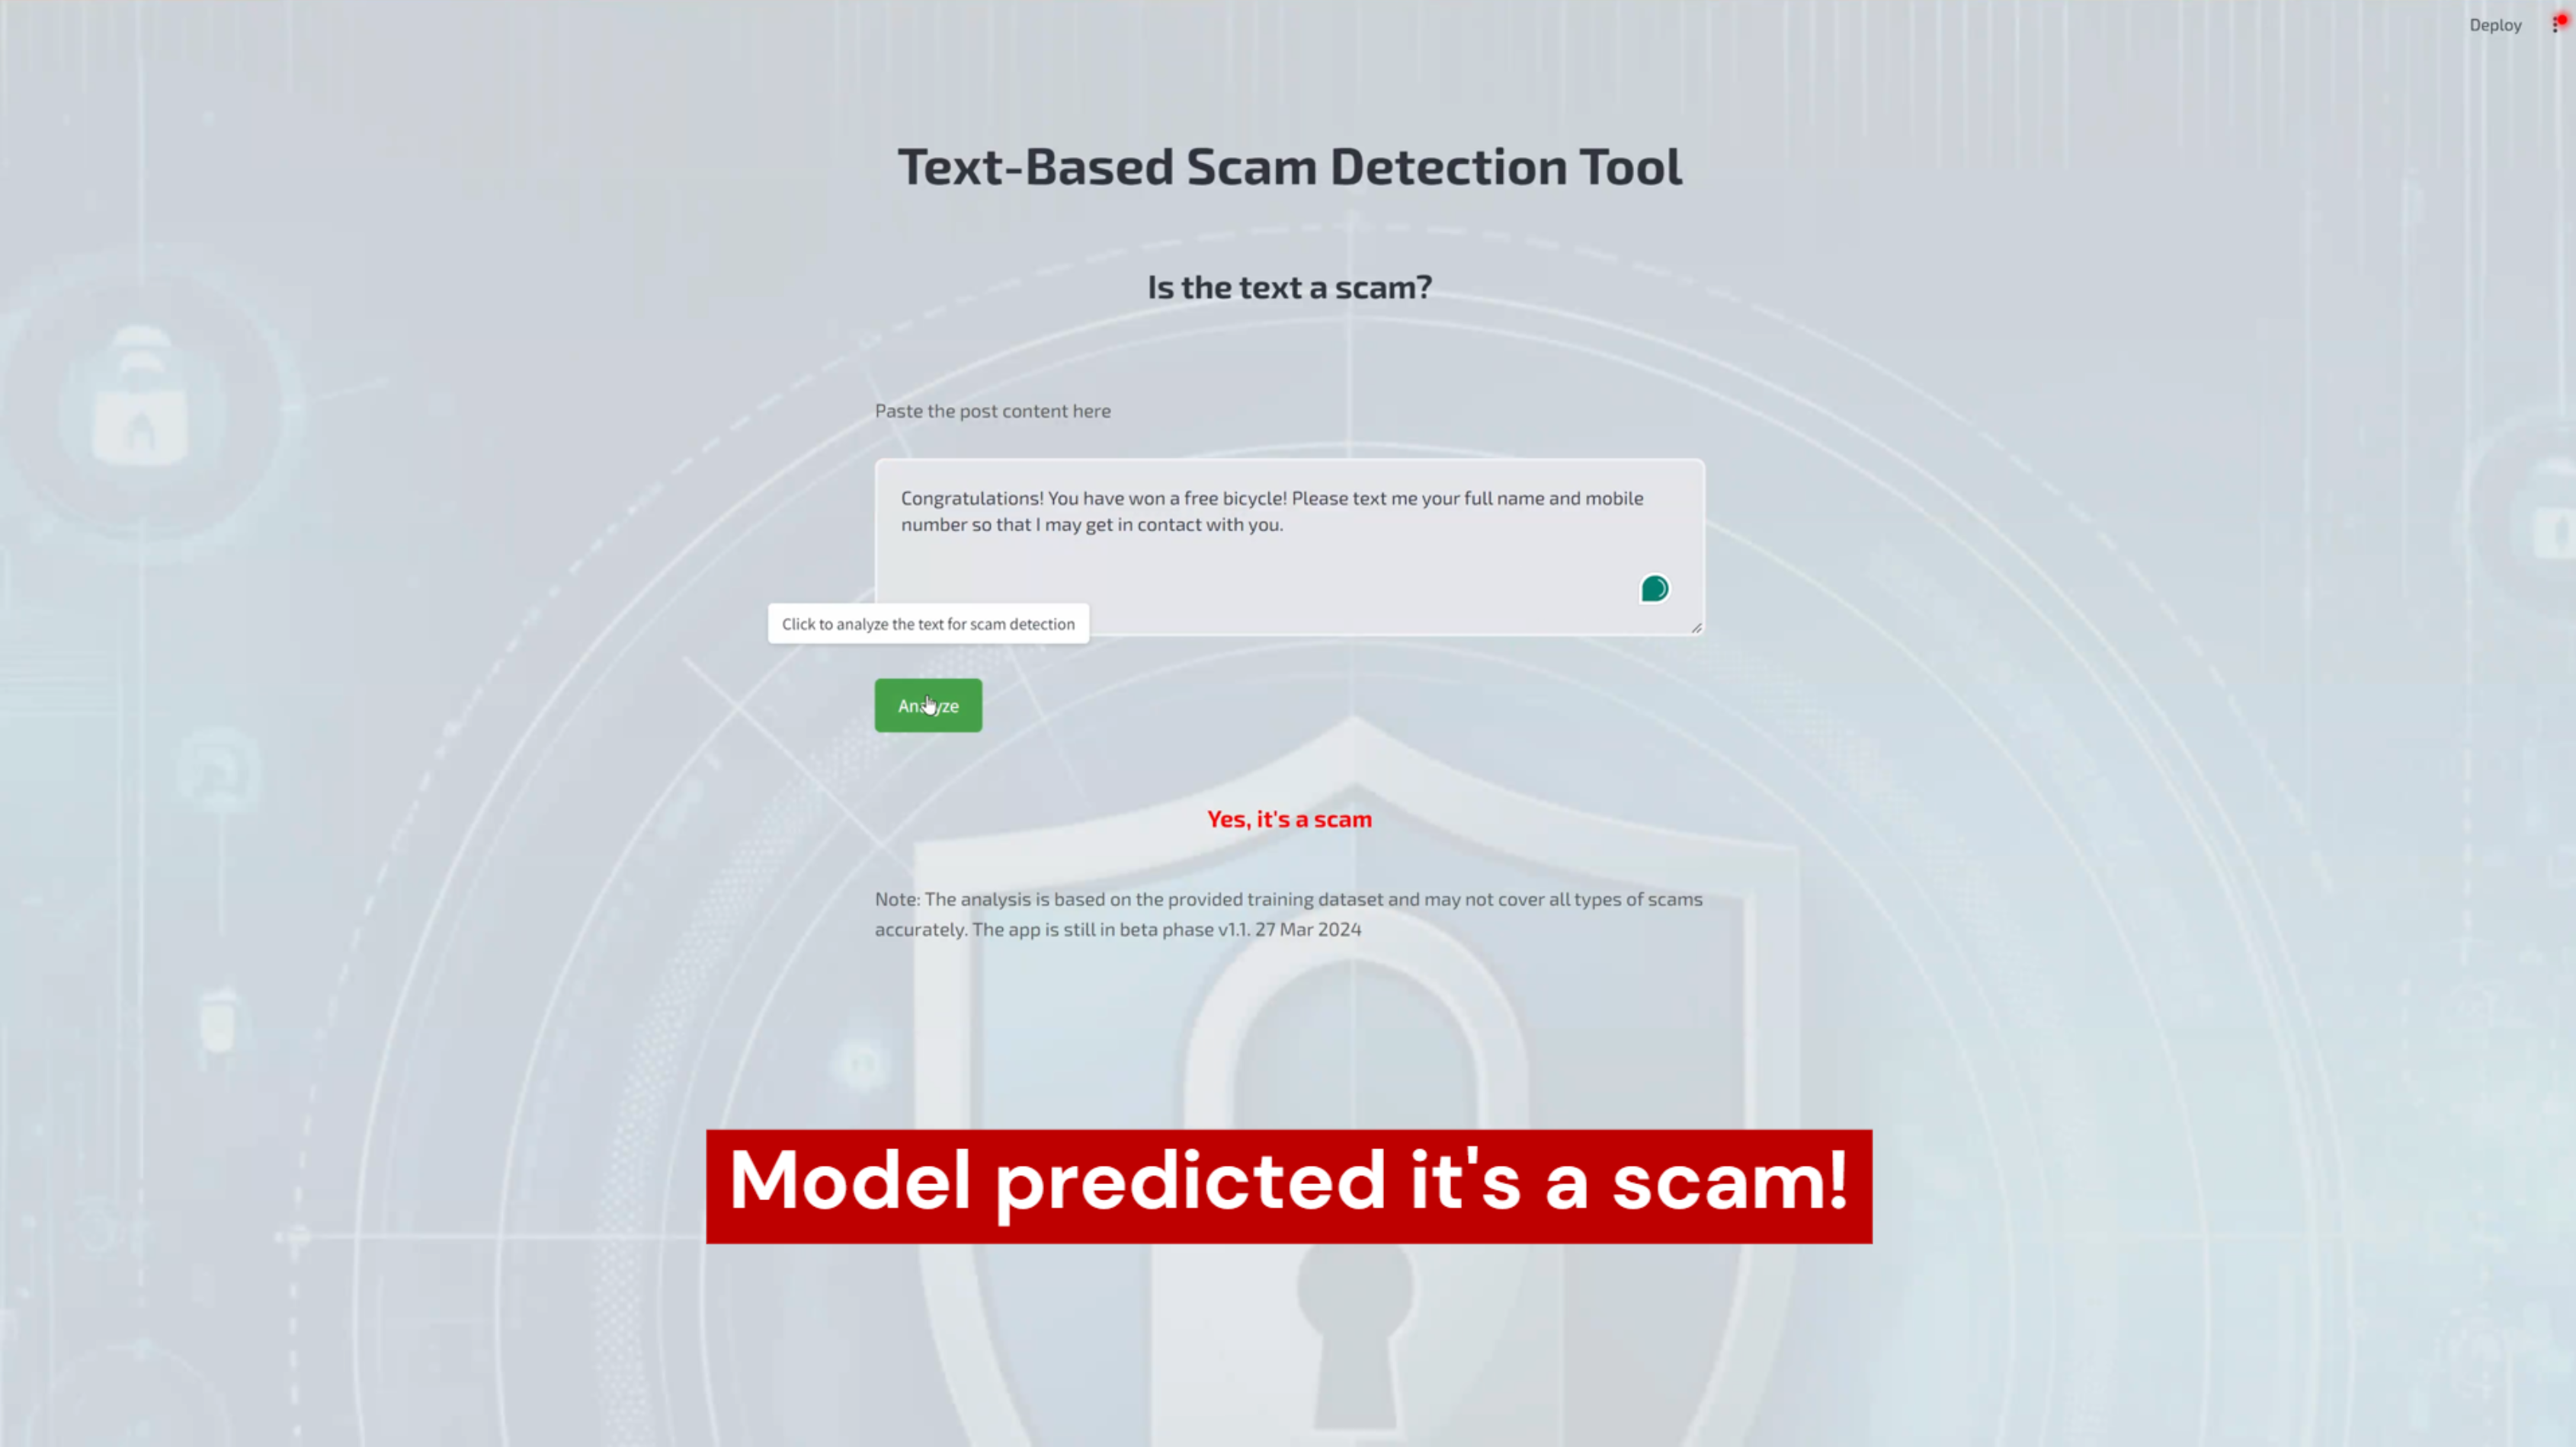 Deploy
Text-Based Scam Detection Tool
Is the text a scam?
Paste the post content here
Congratulations! You have won a free bicycle! Please text me your full name and mobile
number so that I may get in contact with you.
Click to analyze the text for scam detection
Analyze
Yes, it's a scam
Note: The analysis is based on the provided training dataset and may not cover all types of scams
accurately. The app is still in beta phase v1.1. 27 Mar 2024
Model predicted it's a scam!